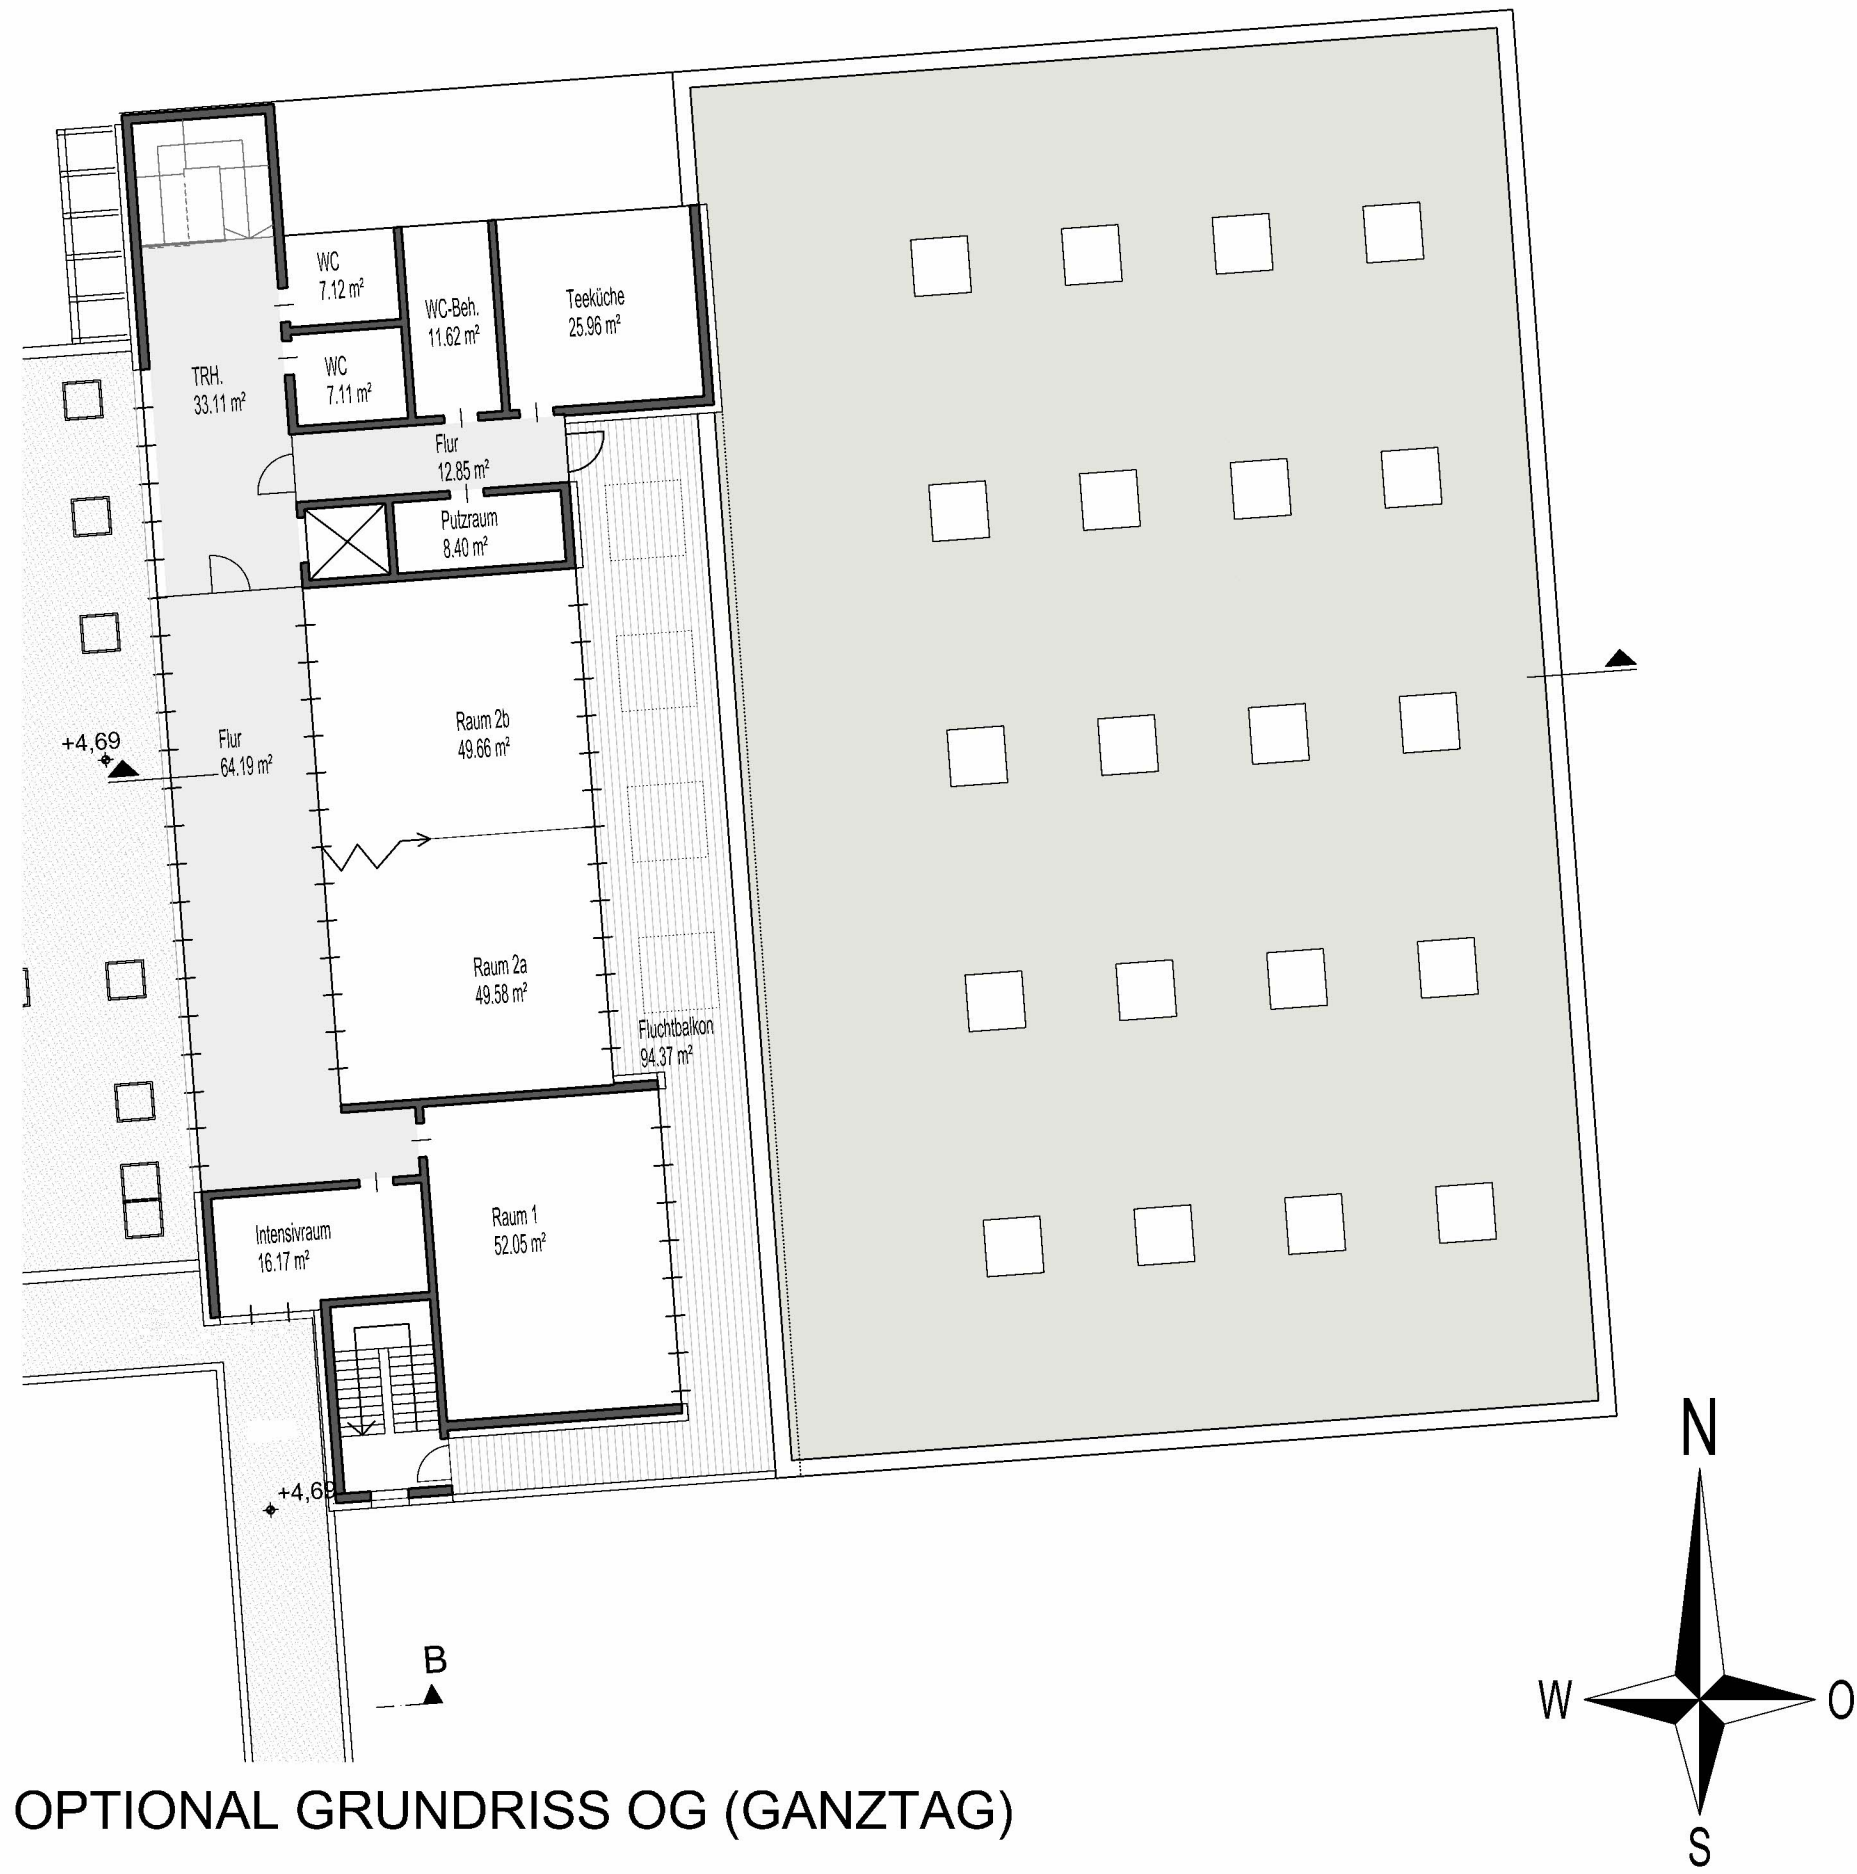 WC
7.12 m²
WC-Beh.
11.62 m²
Teeküche
25.96 m²
WC
7.11 m²
TRH.
33.11 m²
Flur
12.85 m²
Putzraum
8.40 m²
Raum 2b
49.66 m²
+4,69
Flur
64.19 m²
Raum 2a
49.58 m²
Fluchtbalkon
94.37 m²
Intensivraum
16.17 m²
Raum 1
52.05 m²
+4,69
B
N
W
O
S
OPTIONAL GRUNDRISS OG (GANZTAG)